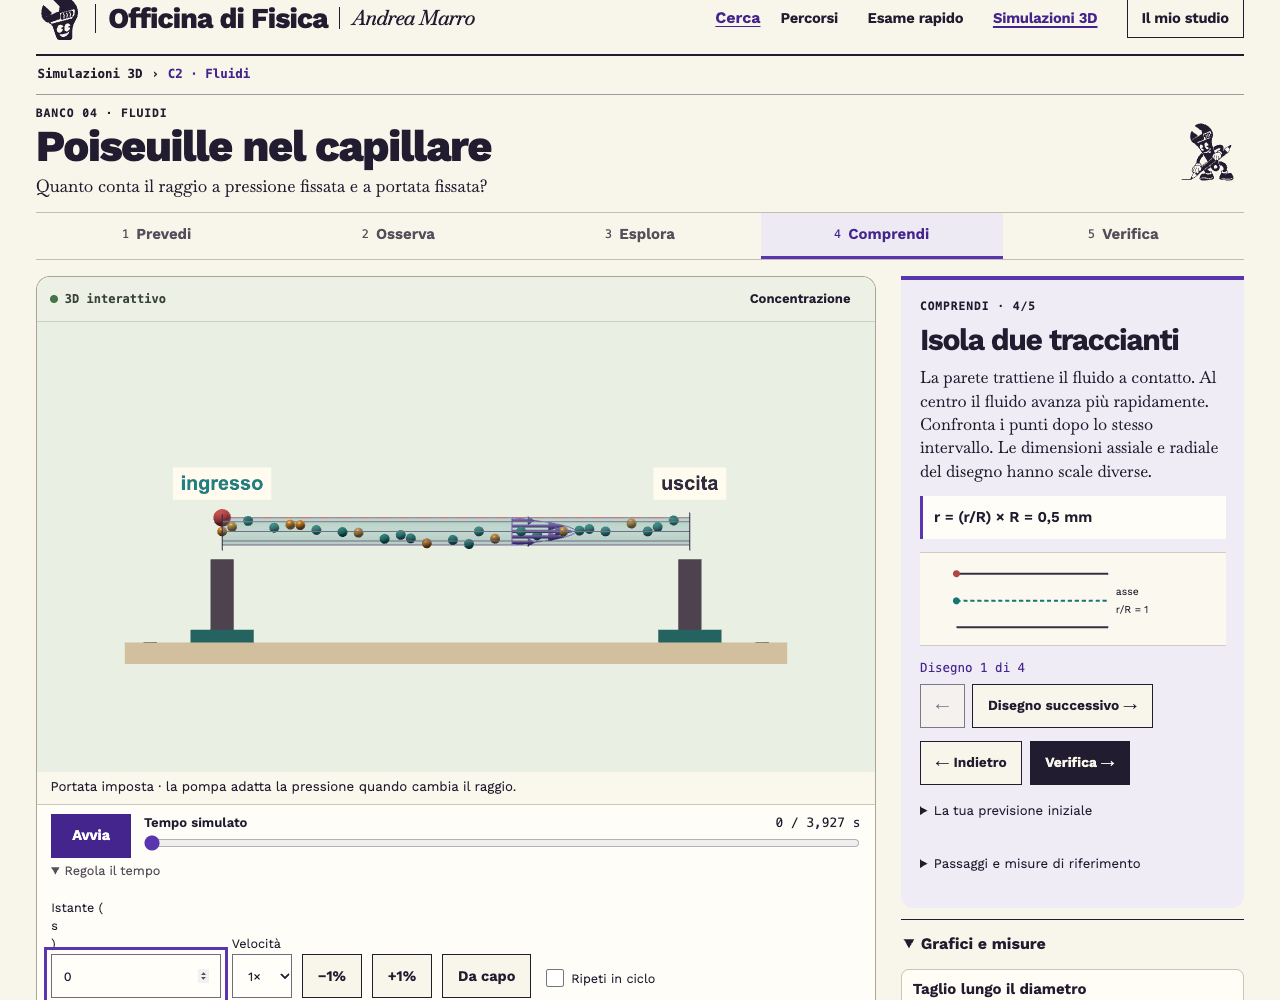 Officina di Fisica
Andrea Marro
Cerca
Percorsi
Esame rapido
Simulazioni 3D
Il mio studio
Simulazioni 3D › C2 · Fluidi
BANCO 04 · FLUIDI
Poiseuille nel capillare
Quanto conta il raggio a pressione fissata e a portata fissata?
1 Prevedi
2 Osserva
3 Esplora
4 Comprendi
5 Verifica
3D interattivo
Concentrazione
ingresso
uscita
Portata imposta · la pompa adatta la pressione quando cambia il raggio.
Avvia
Tempo simulato
0 / 3,927 s
▼ Regola il tempo
Istante (
s
)
0
Velocità
1×
−1%
+1%
Da capo
Ripeti in ciclo
COMPRENDI · 4/5
Isola due traccianti
La parete trattiene il fluido a contatto. Al
centro il fluido avanza più rapidamente.
Confronta i punti dopo lo stesso
intervallo. Le dimensioni assiale e radiale
del disegno hanno scale diverse.
r = (r/R) × R = 0,5 mm
asse
r/R = 1
Disegno 1 di 4
←
Disegno successivo →
← Indietro
Verifica →
▶ La tua previsione iniziale
▶ Passaggi e misure di riferimento
▼ Grafici e misure
Taglio lungo il diametro